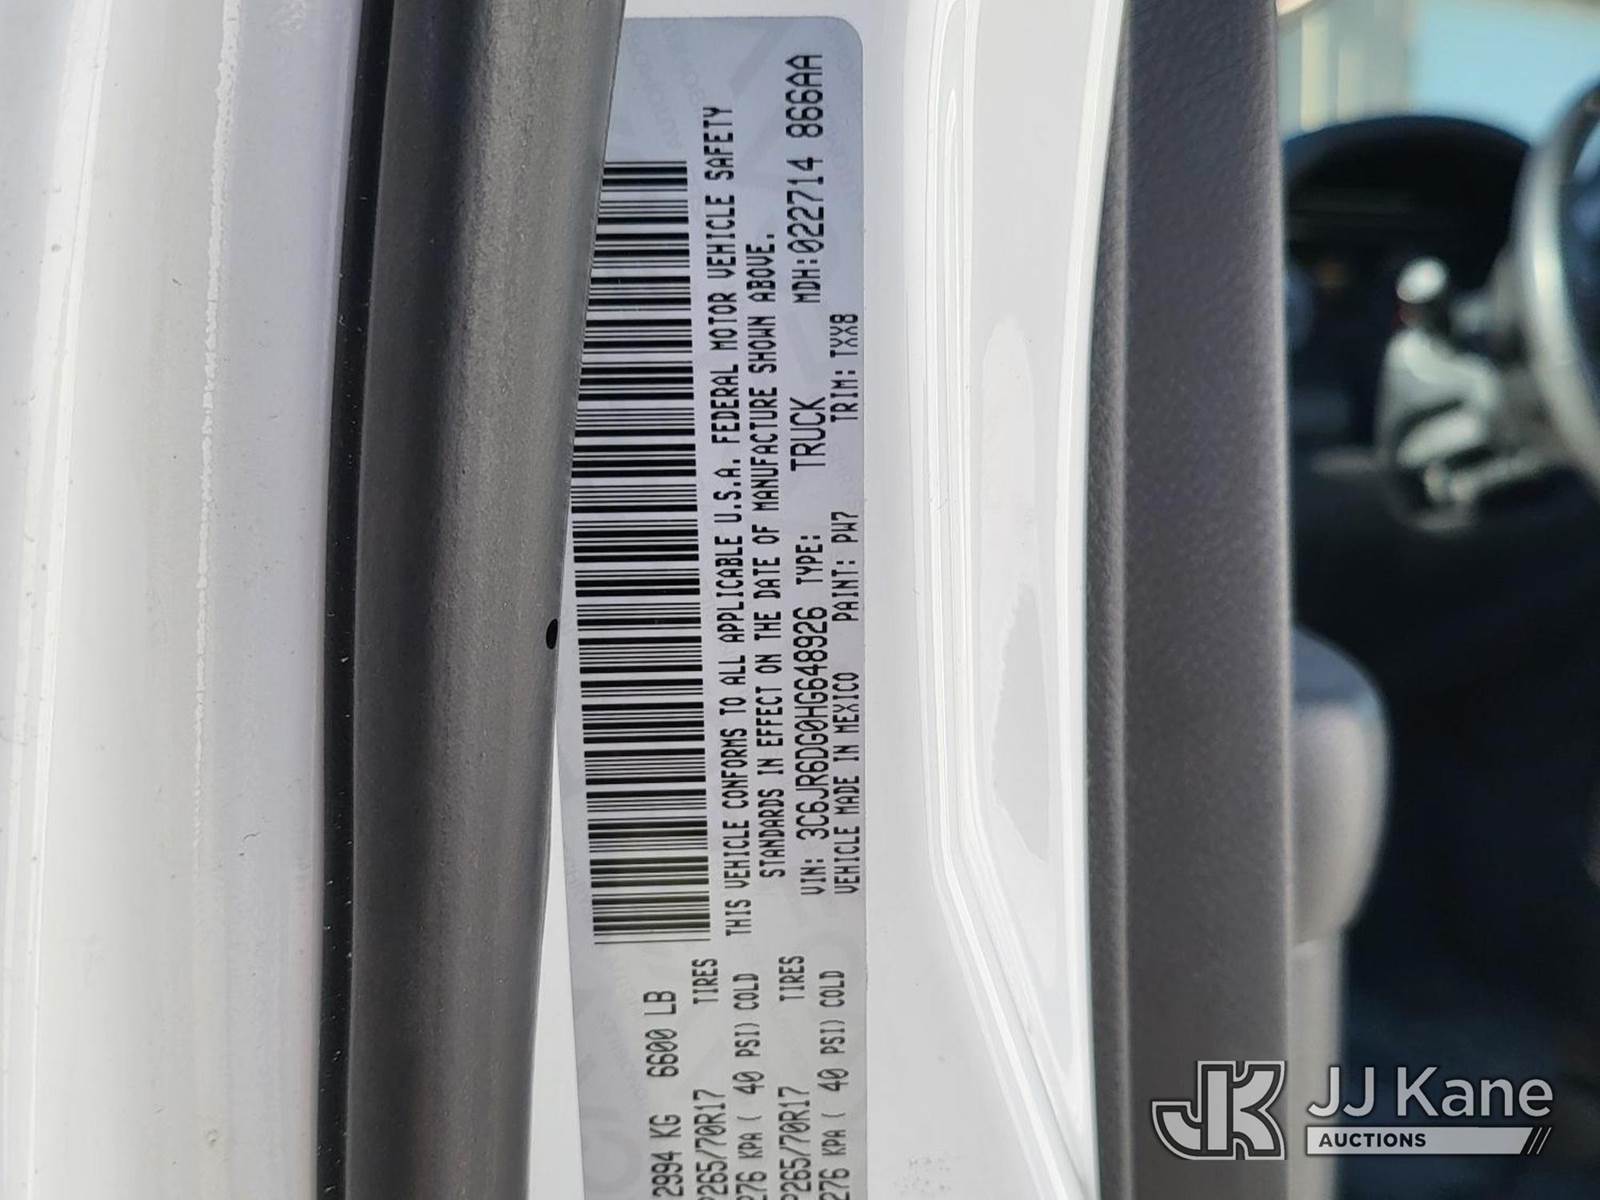 2994 KG 6600 LB
P265/70R17 TIRES
276 KPA ( 40 PSI) COLD
P265/70R17 TIRES
276 KPA ( 40 PSI) COLD
THIS VEHICLE CONFORMS TO ALL APPLICABLE U.S.A. FEDERAL MOTOR VEHICLE SAFETY
STANDARDS IN EFFECT ON THE DATE OF MANUFACTURE SHOWN ABOVE.
VIN: 3C6JR6DG0HG648926 TYPE: TRUCK MDH:022714 866AA
VEHICLE MADE IN MEXICO PAINT: PW7 TRIM: TXX8
JK JJ Kane
AUCTIONS